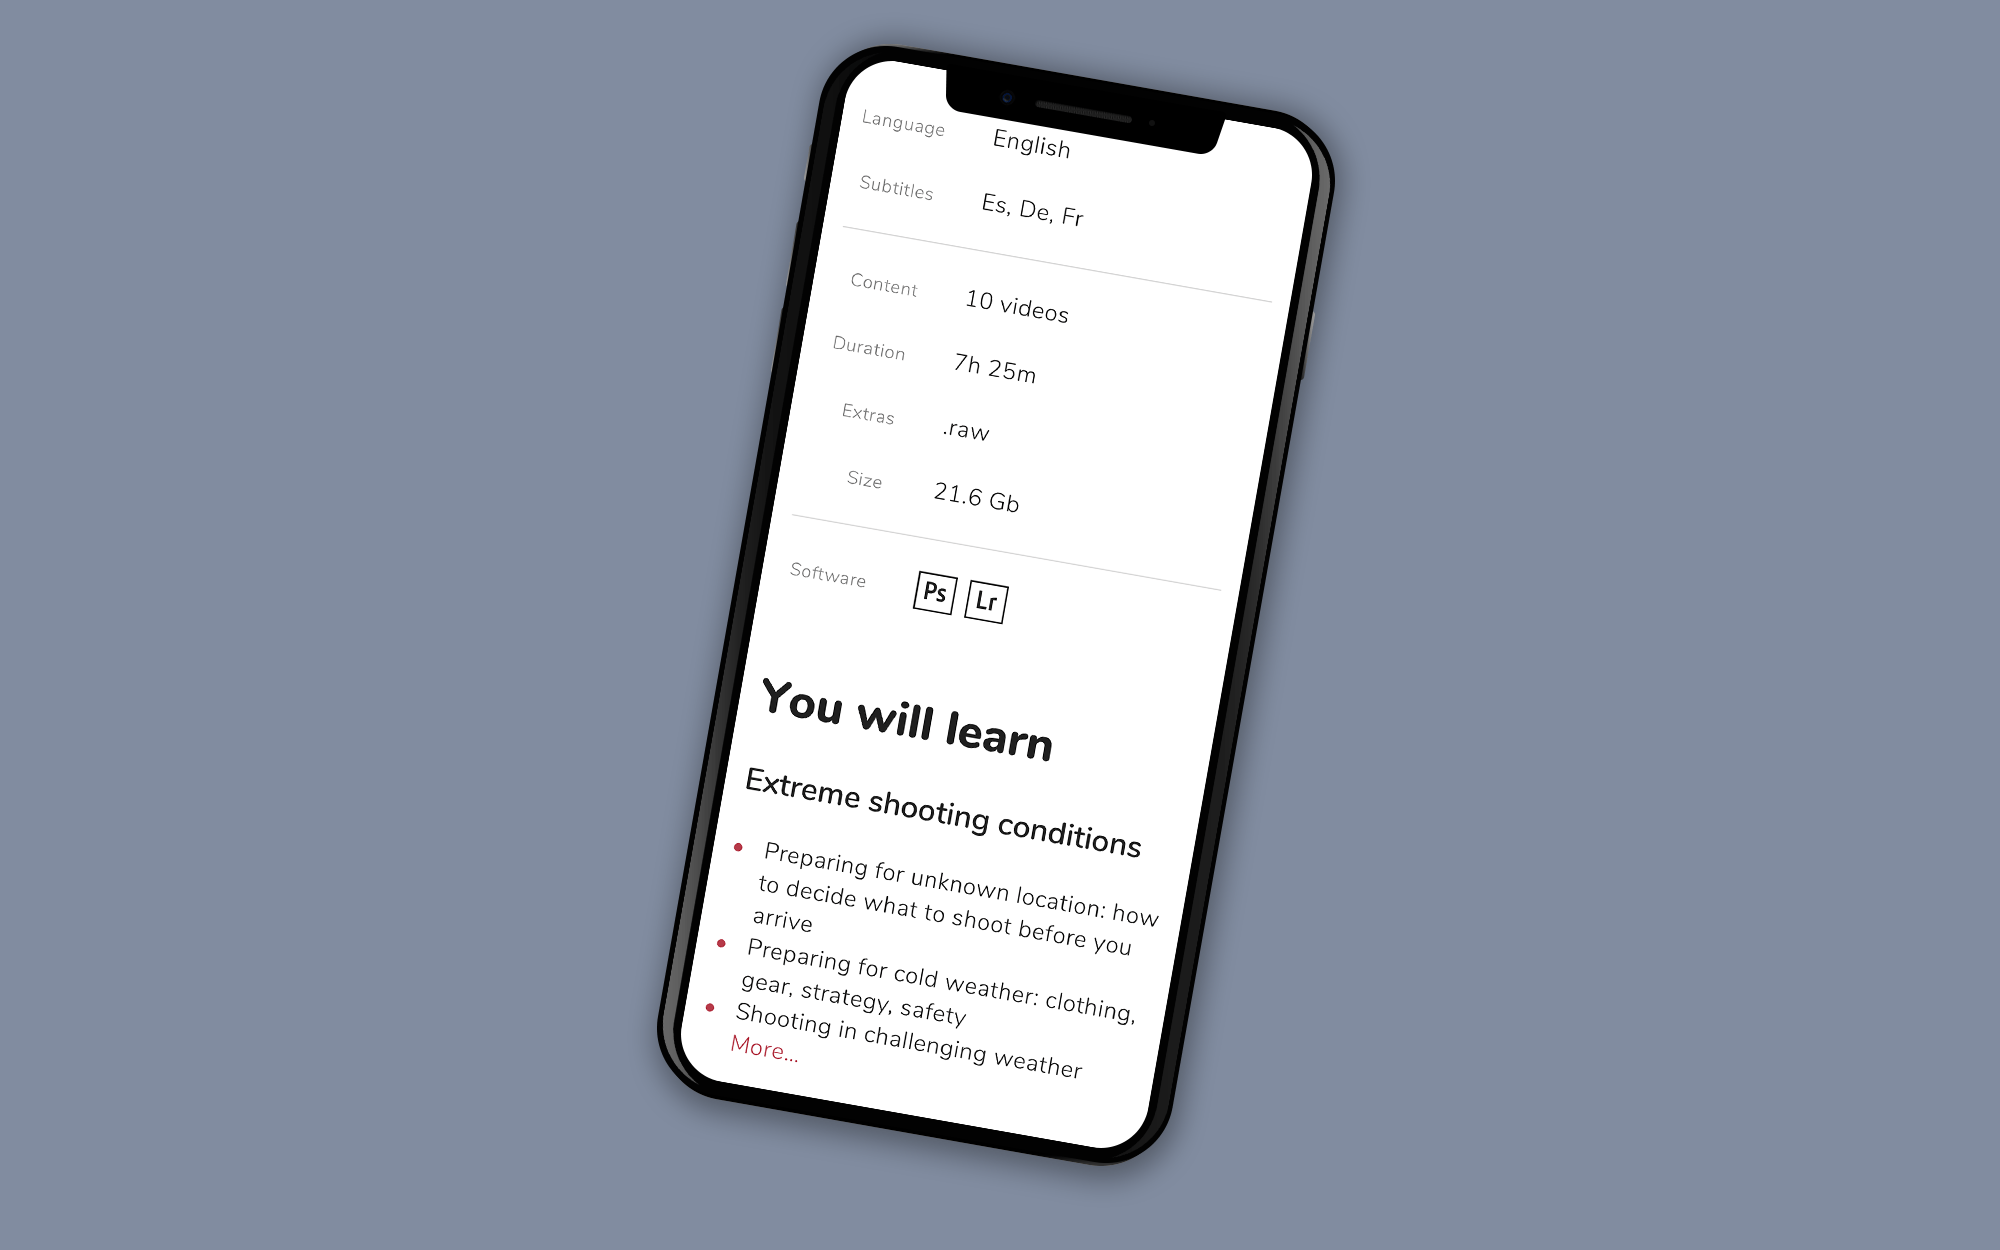 Language English
Subtitles Es, De, Fr
Content 10 videos
Duration 7h 25m
Extras .raw
Size 21.6 Gb
Software Ps Lr
You will learn
Extreme shooting conditions
Preparing for unknown location: how
to decide what to shoot before you
arrive
Preparing for cold weather: clothing,
gear, strategy, safety
Shooting in challenging weather
More...